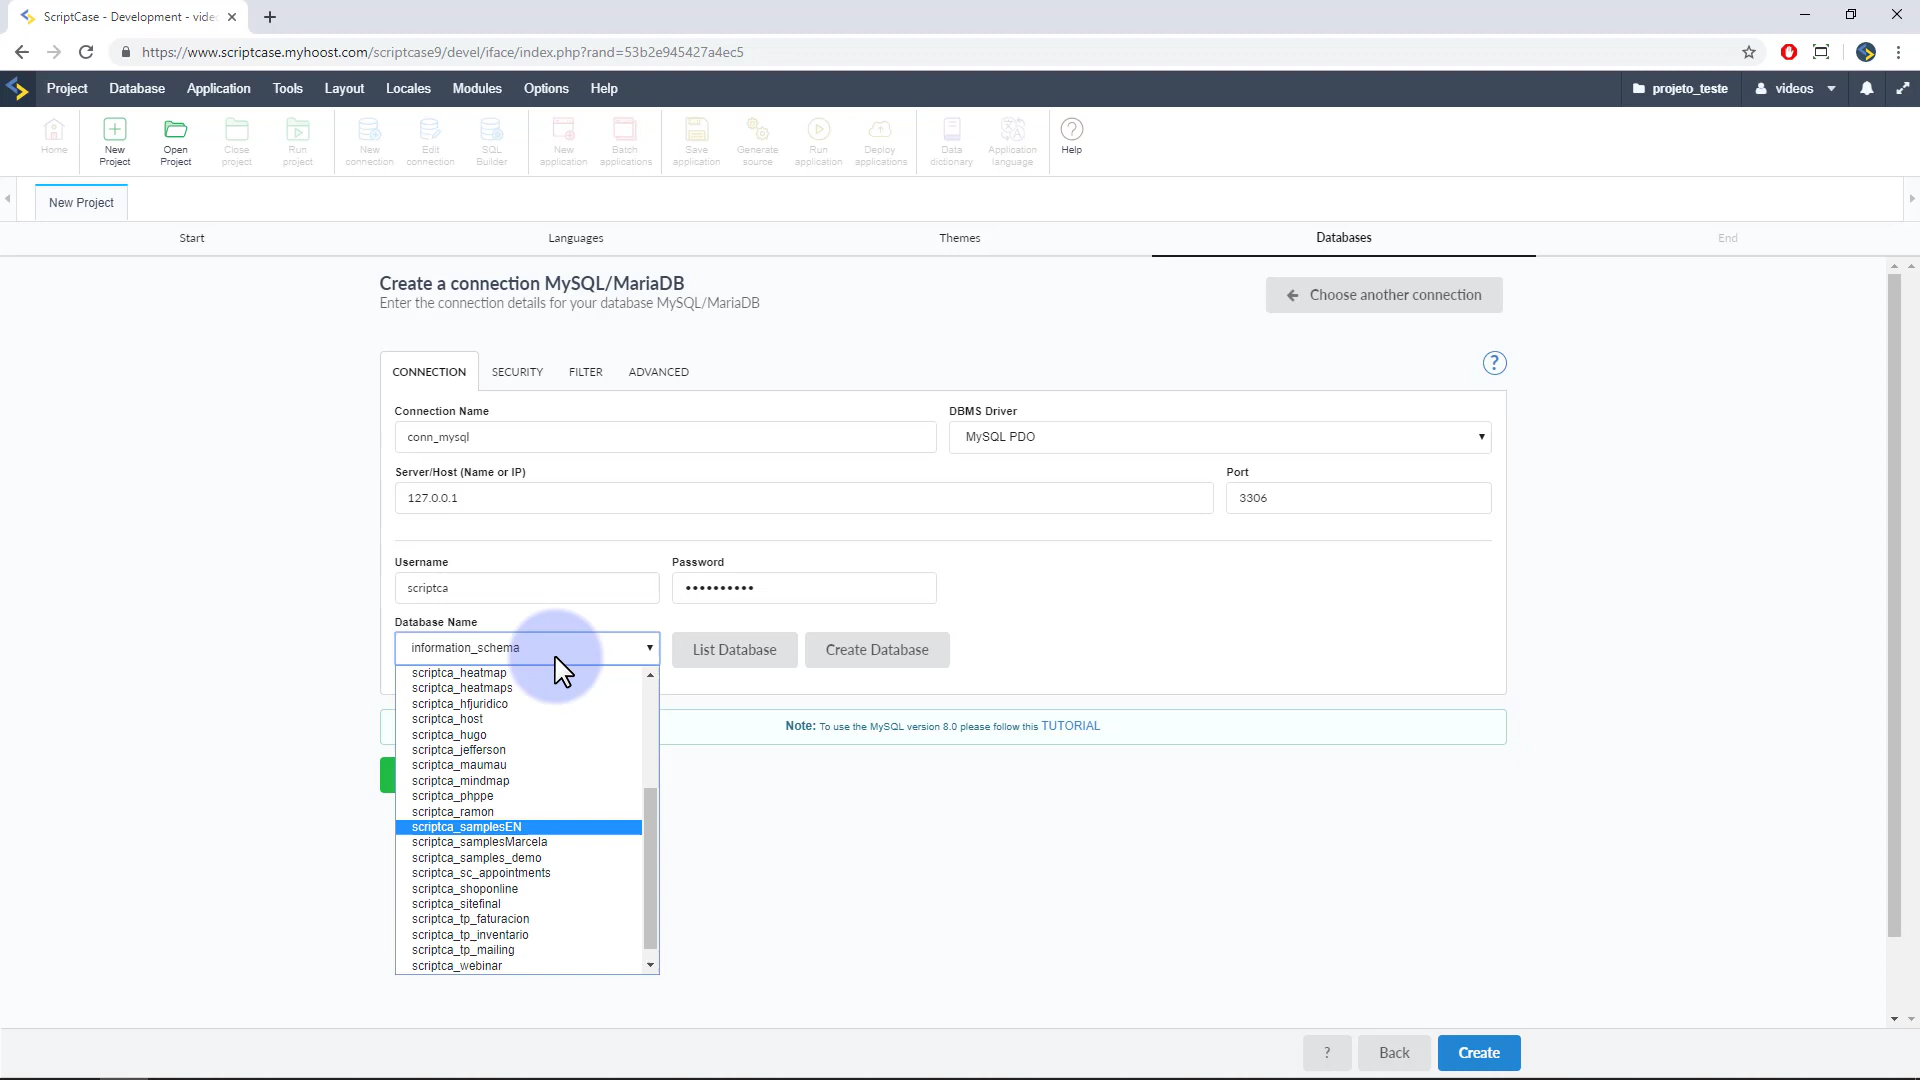 ScriptCase - Development - vide
https://www.scriptcase.myhoost.com/scriptcase9/devel/iface/index.php?rand=53b2e945427a4ec5
Project Database Application Tools Layout Locales Modules Options Help projeto_teste videos
Home
New Project
Open Project
Close project
Run project
New connection
Edit connection
SQL Builder
New application
Batch applications
Save application
Generate source
Run application
Deploy applications
Data dictionary
Application language
Help
New Project
Start Languages Themes Databases End
Create a connection MySQL/MariaDB
Enter the connection details for your database MySQL/MariaDB
Choose another connection
CONNECTION SECURITY FILTER ADVANCED ?
Connection Name DBMS Driver
conn_mysql MySQL PDO
Server/Host (Name or IP) Port
127.0.0.1 3306
Username Password
scriptca ••••••••••
Database Name
information_schema List Database Create Database
scriptca_heatmap
scriptca_heatmaps
scriptca_hfjuridico
scriptca_host
Note: To use the MySQL version 8.0 please follow this TUTORIAL
scriptca_hugo
scriptca_jefferson
scriptca_maumau
scriptca_mindmap
scriptca_phppe
scriptca_ramon
scriptca_samplesEN
scriptca_samplesMarcela
scriptca_samples_demo
scriptca_sc_appointments
scriptca_shoponline
scriptca_sitefinal
scriptca_tp_faturacion
scriptca_tp_inventario
scriptca_tp_mailing
scriptca_webinar
? Back Create